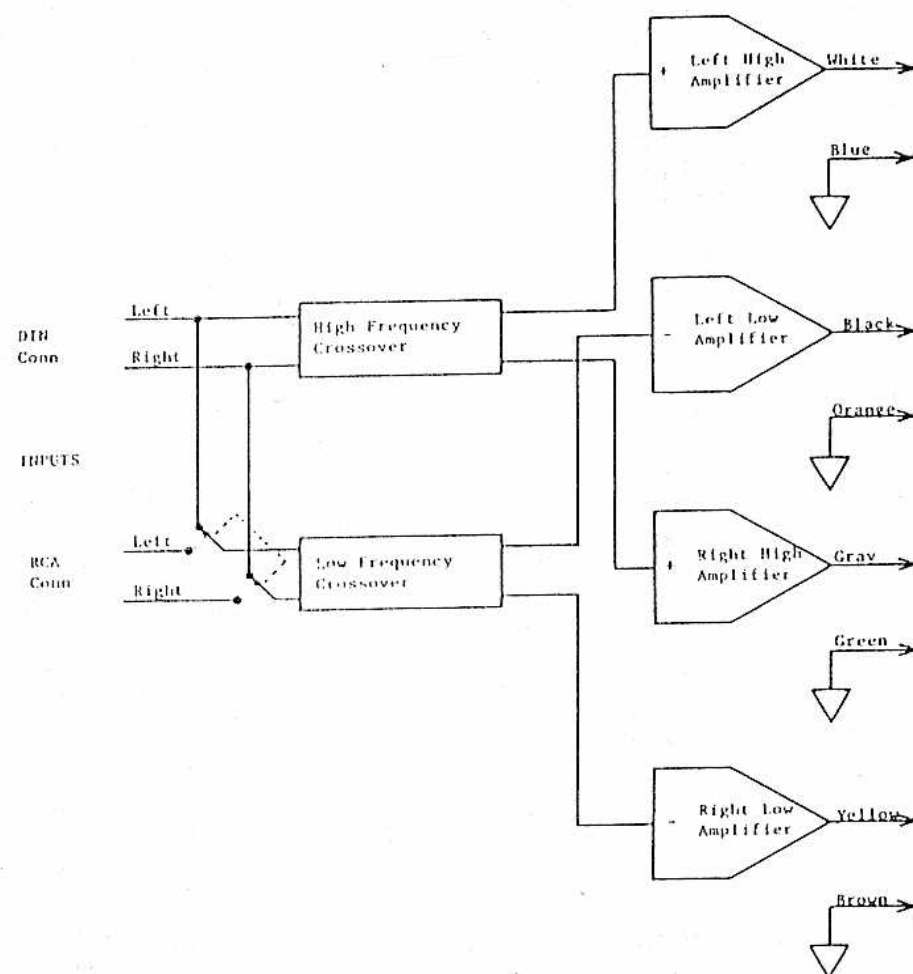 Left High
Amplifier
+
White
Blue
Left
DIN
Conn
Right
High Frequency
Crossover
Left Low
Amplifier
-
Black
Orange
INPUTS
Left
RCA
Conn
Right
Low Frequency
Crossover
Right High
Amplifier
+
Gray
Green
Right Low
Amplifier
-
Yellow
Brown